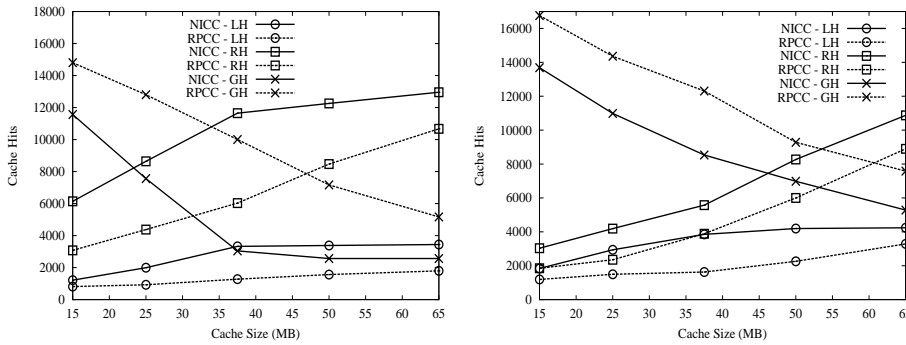 18000
16000
14000
12000
10000
8000
6000
4000
2000
0
Cache Hits
NICC - LH
RPCC - LH
NICC - RH
RPCC - RH
NICC - GH
RPCC - GH
15 20 25 30 35 40 45 50 55 60 65
Cache Size (MB)
16000
14000
12000
10000
8000
6000
4000
2000
0
Cache Hits
NICC - LH
RPCC - LH
NICC - RH
RPCC - RH
NICC - GH
RPCC - GH
15 20 25 30 35 40 45 50 55 60
Cache Size (MB)